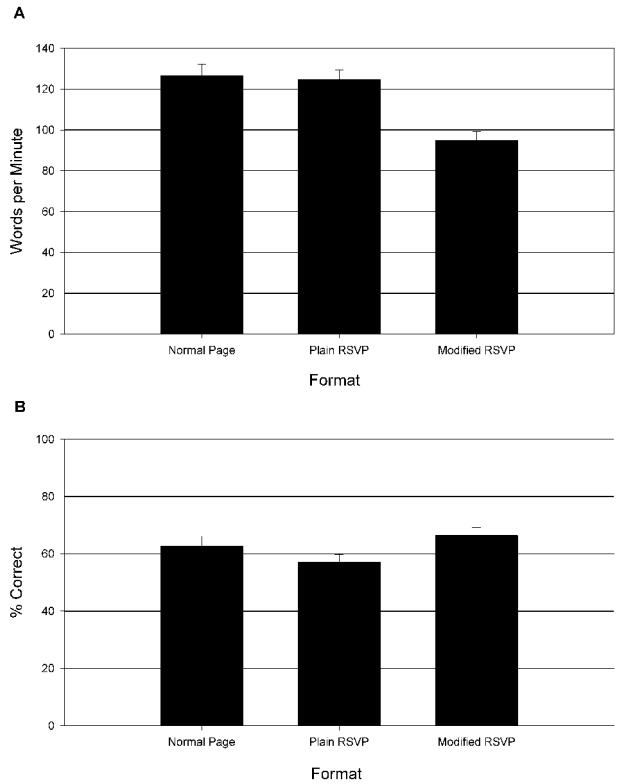 A
140
120
100
80
60
40
20
0
Words per Minute
Normal Page Plain RSVP Modified RSVP
Format
B
100
80
60
40
20
0
% Correct
Normal Page Plain RSVP Modified RSVP
Format